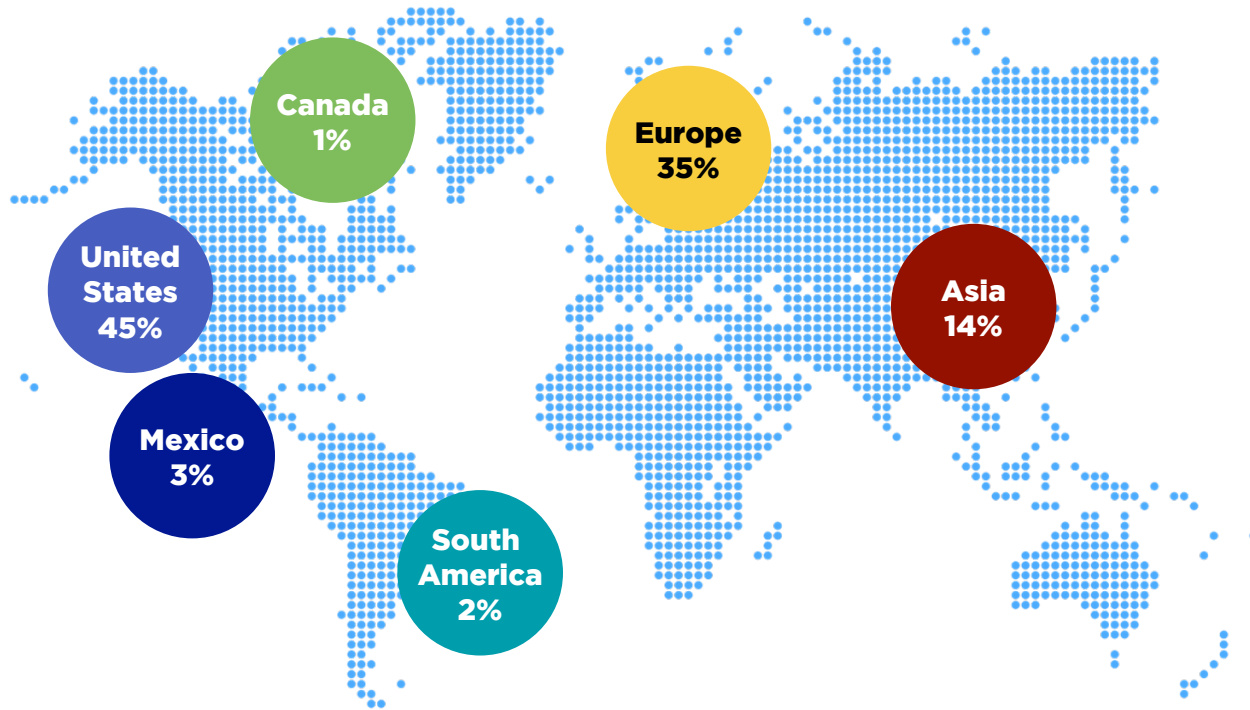 Canada
1%
Europe
35%
United
States
45%
Asia
14%
Mexico
3%
South
America
2%